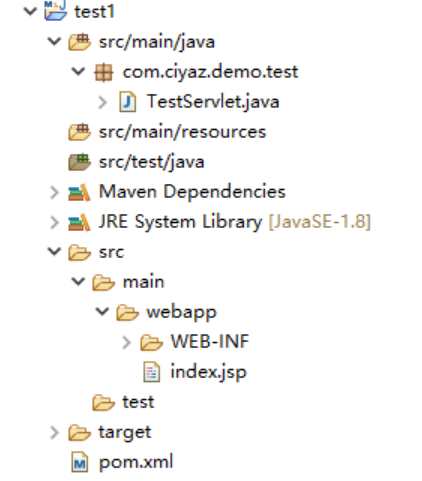 test1
src/main/java
com.ciyaz.demo.test
TestServlet.java
src/main/resources
src/test/java
Maven Dependencies
JRE System Library [JavaSE-1.8]
src
main
webapp
WEB-INF
index.jsp
test
target
pom.xml